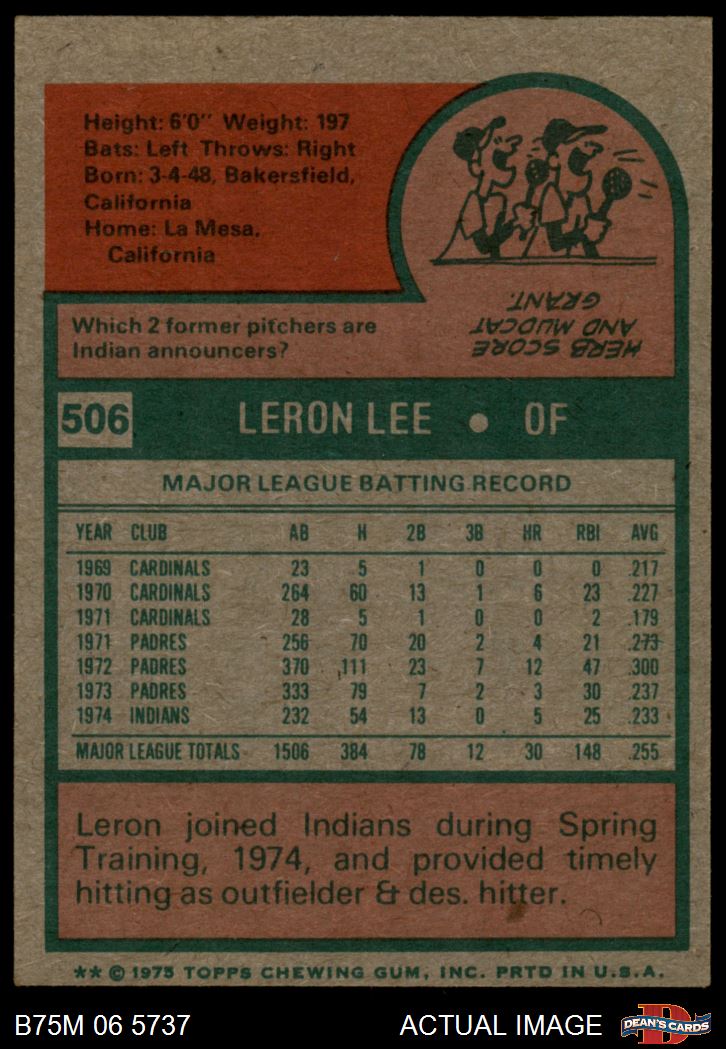 Height: 6'0" Weight: 197
Bats: Left Throws: Right
Born: 3-4-48, Bakersfield,
California
Home: La Mesa,
California
Which 2 former pitchers are
Indian announcers?
HERB SCORE
AND MUDCAT
GRANT.
506 LERON LEE • OF
MAJOR LEAGUE BATTING RECORD
YEAR CLUB AB H 2B 3B HR RBI AVG
1969 CARDINALS 23 5 1 0 0 0 .217
1970 CARDINALS 264 60 13 1 6 23 .227
1971 CARDINALS 28 5 1 0 0 2 .179
1971 PADRES 256 70 20 2 4 21 .273
1972 PADRES 370 111 23 7 12 47 .300
1973 PADRES 333 79 7 2 3 30 .237
1974 INDIANS 232 54 13 0 5 25 .233
MAJOR LEAGUE TOTALS 1506 384 78 12 30 148 .255
Leron joined Indians during Spring
Training, 1974, and provided timely
hitting as outfielder & des. hitter.
** © 1975 TOPPS CHEWING GUM, INC. PRTD IN U.S.A.
B75M 06 5737 ACTUAL IMAGE
D
DEAN'S CARDS